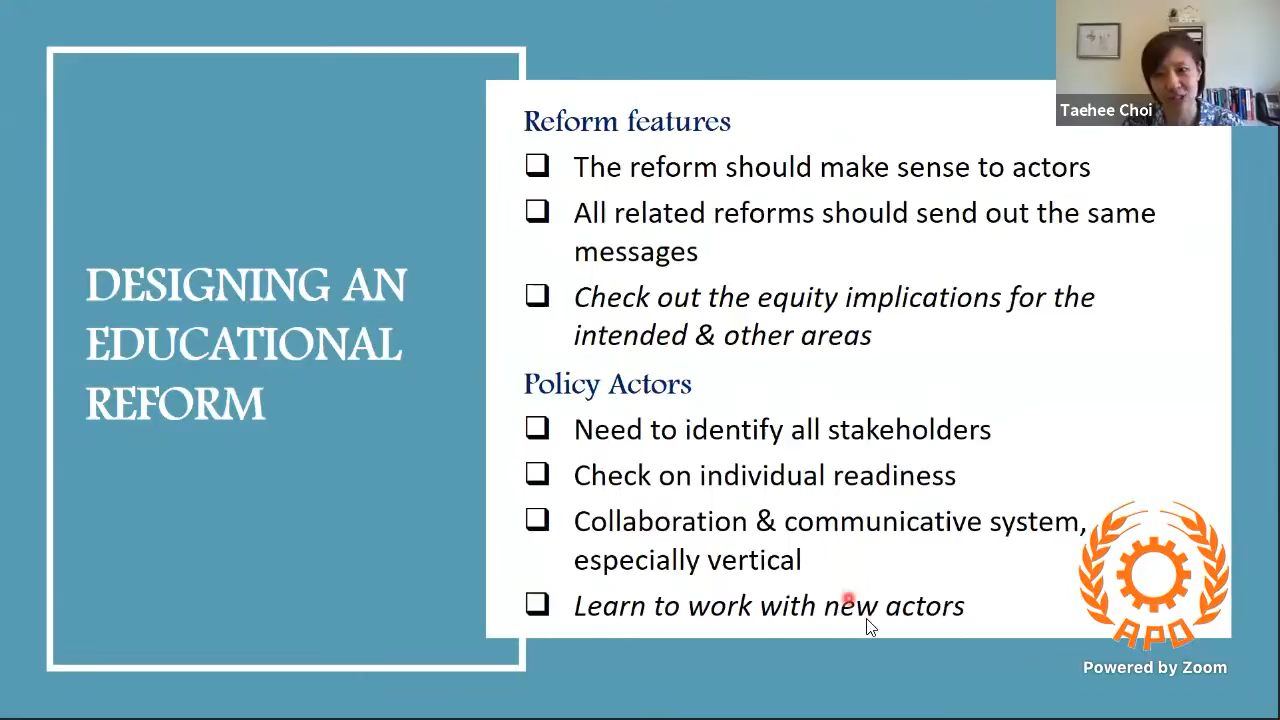 Taehee Choi
DESIGNING AN
EDUCATIONAL
REFORM
Reform features
The reform should make sense to actors
All related reforms should send out the same
messages
Check out the equity implications for the
intended & other areas
Policy Actors
Need to identify all stakeholders
Check on individual readiness
Collaboration & communicative system,
especially vertical
Learn to work with new actors
APO
Powered by Zoom